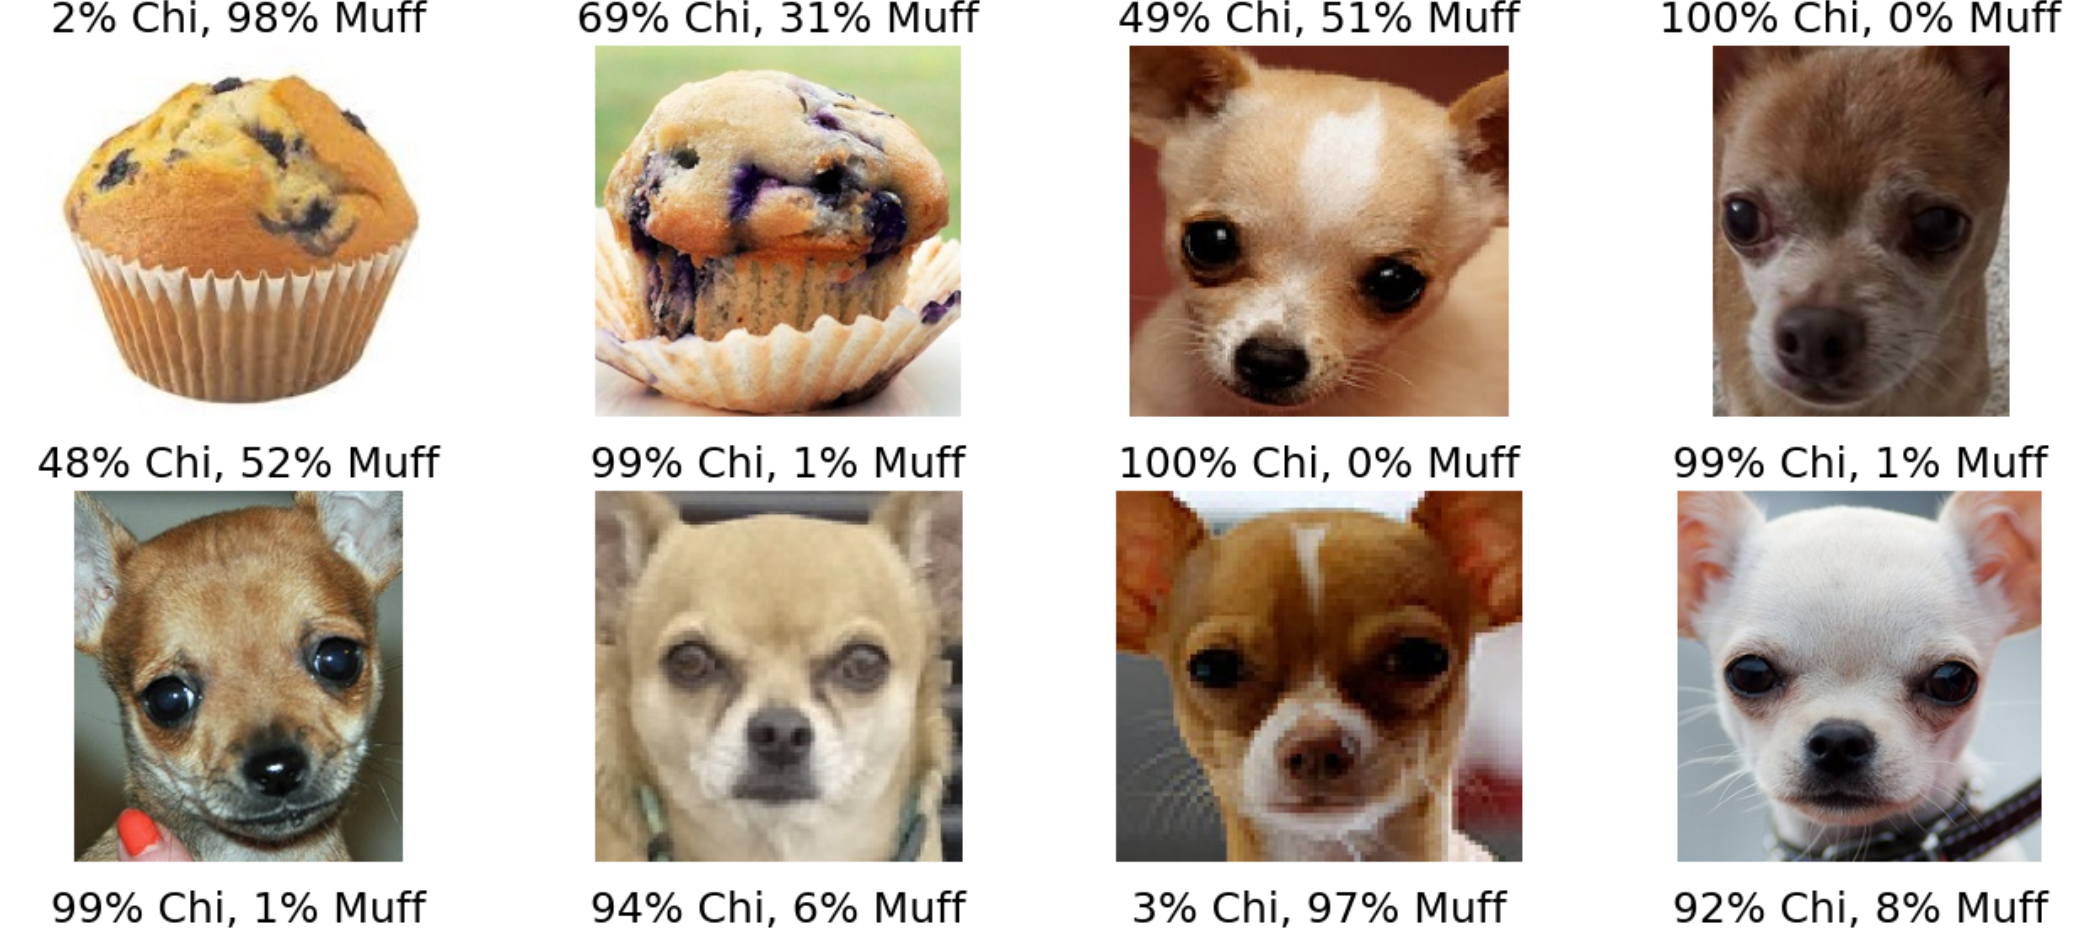 2% Chi, 98% Muff
69% Chi, 31% Muff
49% Chi, 51% Muff
100% Chi, 0% Muff
48% Chi, 52% Muff
99% Chi, 1% Muff
100% Chi, 0% Muff
99% Chi, 1% Muff
99% Chi, 1% Muff
94% Chi, 6% Muff
3% Chi, 97% Muff
92% Chi, 8% Muff